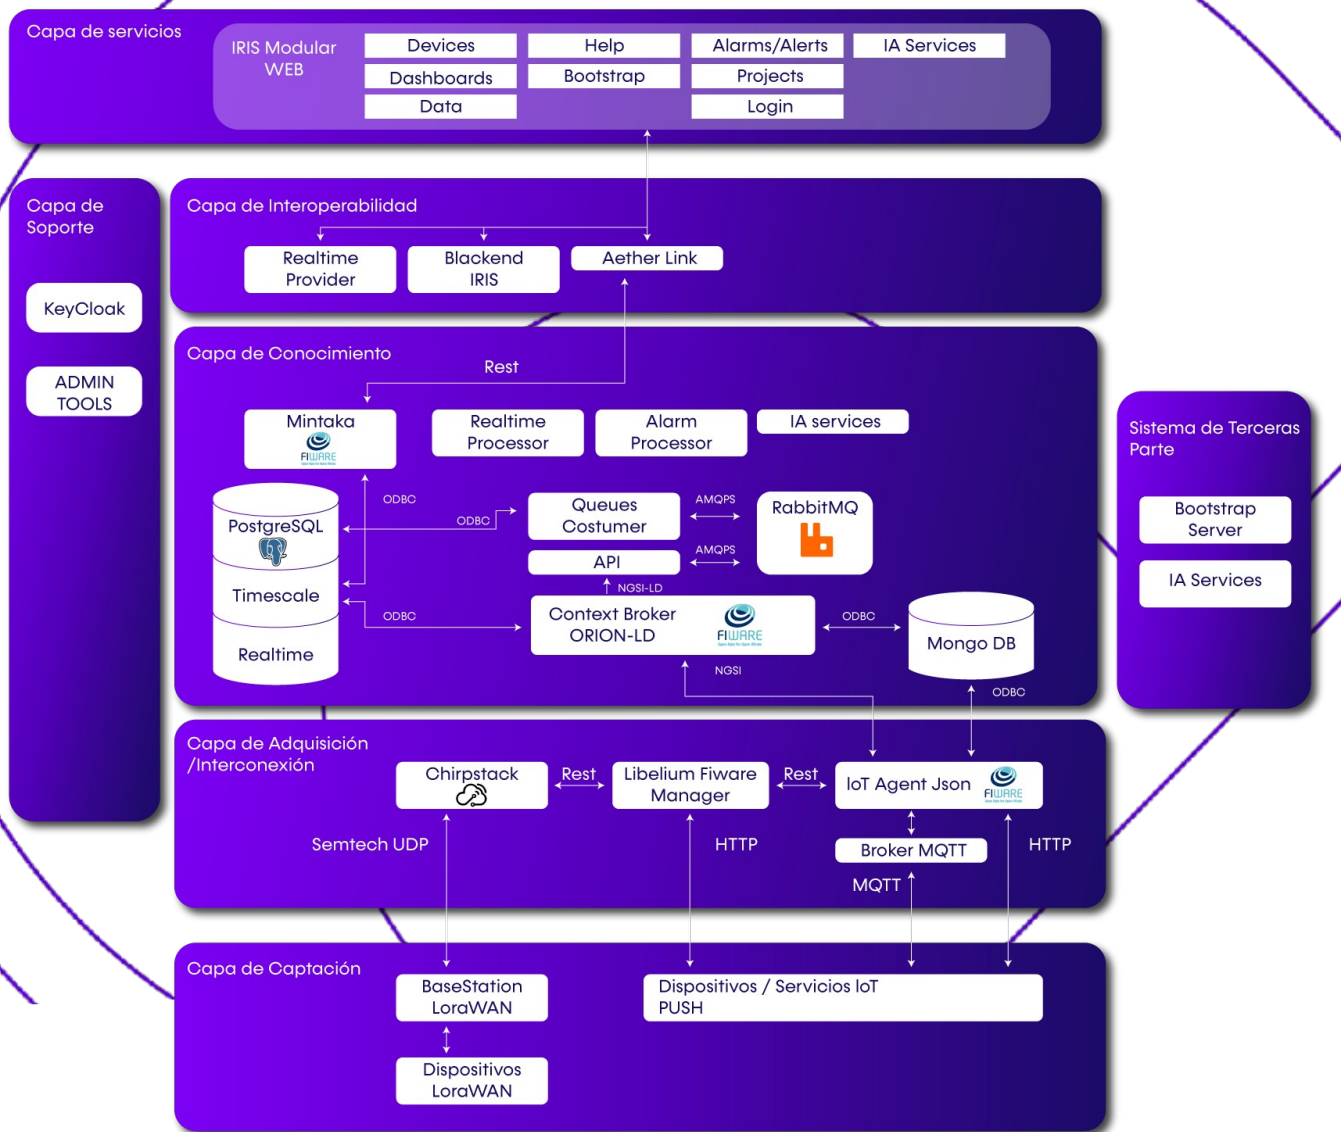 Capa de servicios
IRIS Modular
WEB
Devices
Help
Alarms/Alerts
IA Services
Dashboards
Bootstrap
Projects
Data
Login
Capa de
Soporte
KeyCloak
ADMIN
TOOLS
Capa de Interoperabilidad
Realtime
Provider
Blackend
IRIS
Aether Link
Capa de Conocimiento
Rest
Mintaka
FIWARE
Realtime
Processor
Alarm
Processor
IA services
ODBC
PostgreSQL
Timescale
Realtime
ODBC
Queues
Costumer
AMQPS
RabbitMQ
API
AMQPS
NGSI-LD
ODBC
Context Broker
ORION-LD
FIWARE
ODBC
Mongo DB
NGSI
ODBC
Sistema de Terceras
Parte
Bootstrap
Server
IA Services
Capa de Adquisición
/Interconexión
Chirpstack
Rest
Libelium Fiware
Manager
Rest
IoT Agent Json
FIWARE
Semtech UDP
HTTP
Broker MQTT
HTTP
MQTT
Capa de Captación
BaseStation
LoraWAN
Dispositivos / Servicios IoT
PUSH
Dispositivos
LoraWAN